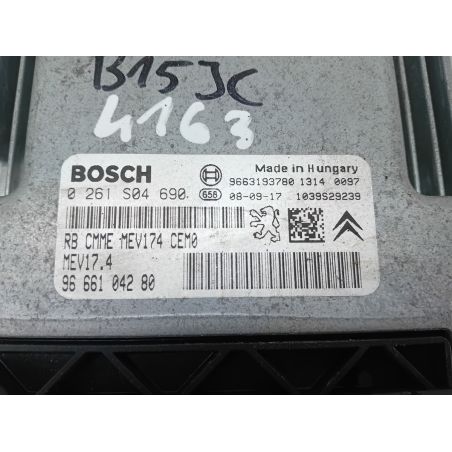 B15JC
4163
BOSCH
Made in Hungary
9663193780 1314 0097
0 261 S04 690
656
08-09-17 1039S29239
RB CMME MEV174 CEM0
MEV17.4
96 661 042 80